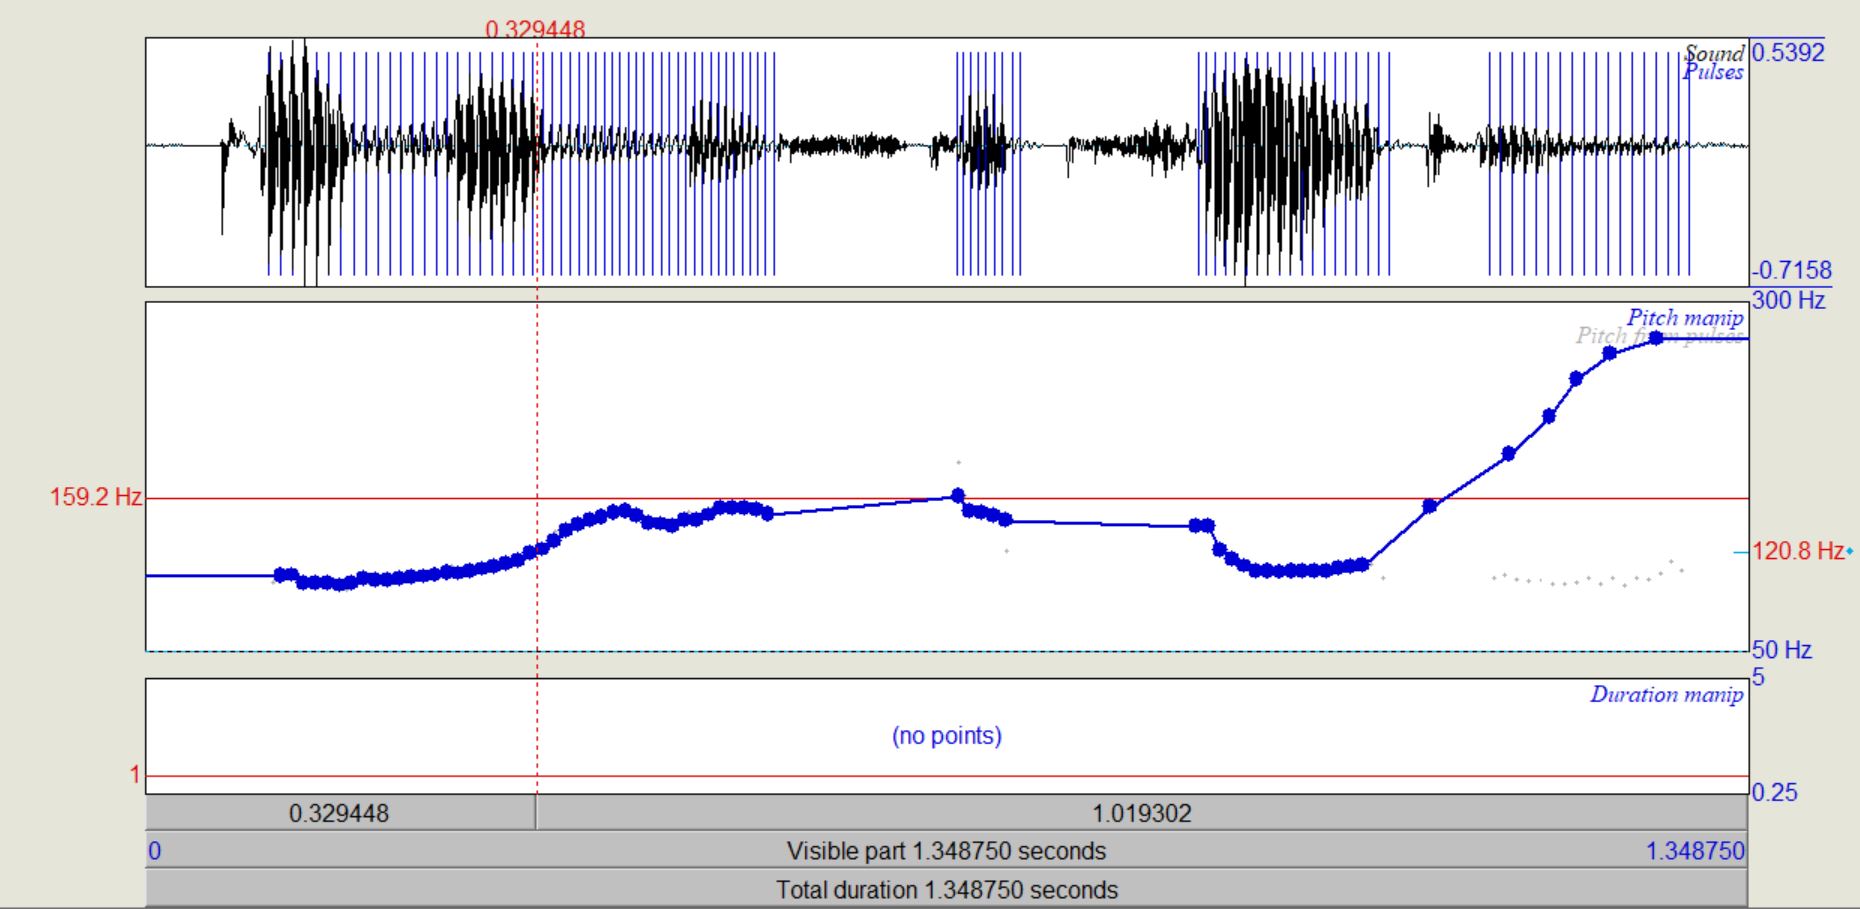 0.329448
Sound
Pulses
0.5392
-0.7158
300 Hz
Pitch manip
Pitch from pulses
159.2 Hz
120.8 Hz
50 Hz
5
Duration manip
(no points)
1
0.25
0.329448 1.019302
0 Visible part 1.348750 seconds 1.348750
Total duration 1.348750 seconds